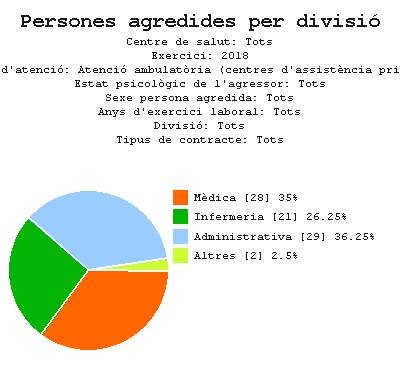 Persones agredides per divisió
Centre de salut: Tots
Exercici: 2018
d'atenció: Atenció ambulatòria (centres d'assistència pri
Estat psicològic de l'agressor: Tots
Sexe persona agredida: Tots
Anys d'exercici laboral: Tots
Divisió: Tots
Tipus de contracte: Tots
Mèdica [28] 35%
Infermeria [21] 26.25%
Administrativa [29] 36.25%
Altres [2] 2.5%